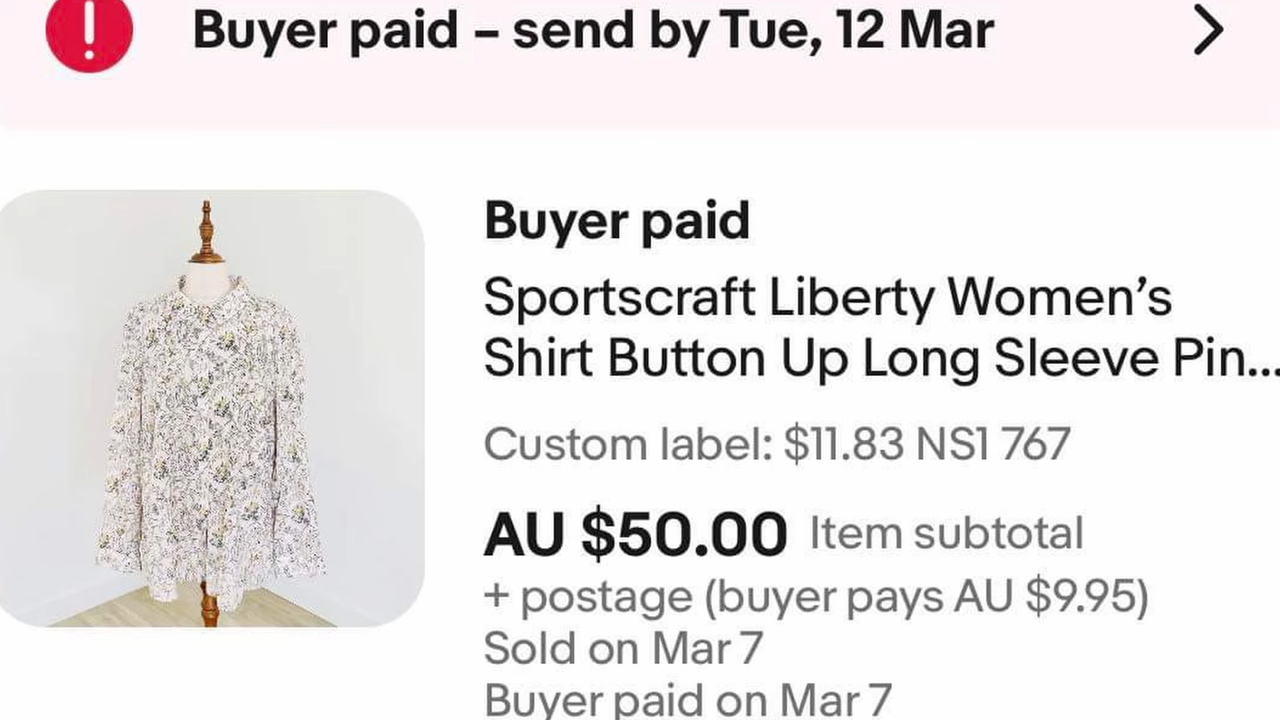 Buyer paid – send by Tue, 12 Mar
Buyer paid
Sportscraft Liberty Women’s
Shirt Button Up Long Sleeve Pin...
Custom label: $11.83 NS1 767
AU $50.00 Item subtotal
+ postage (buyer pays AU $9.95)
Sold on Mar 7
Buyer paid on Mar 7